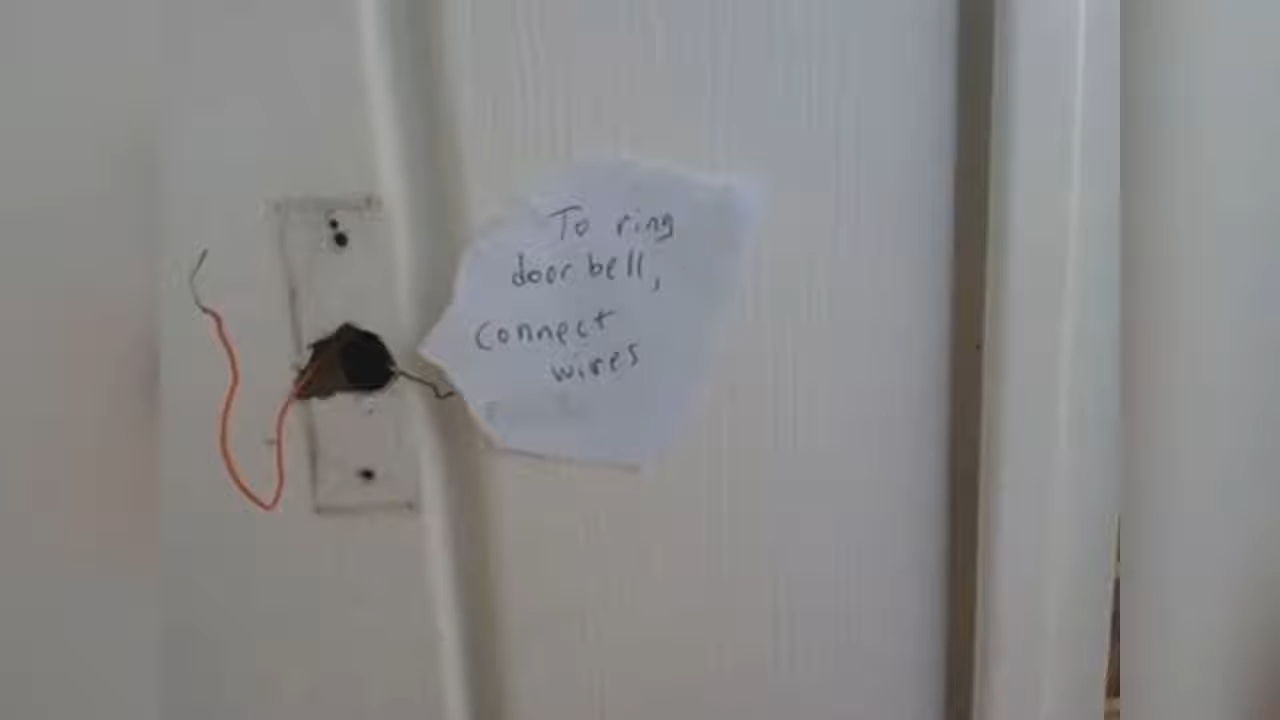 To ring
door bell,
connect
wires